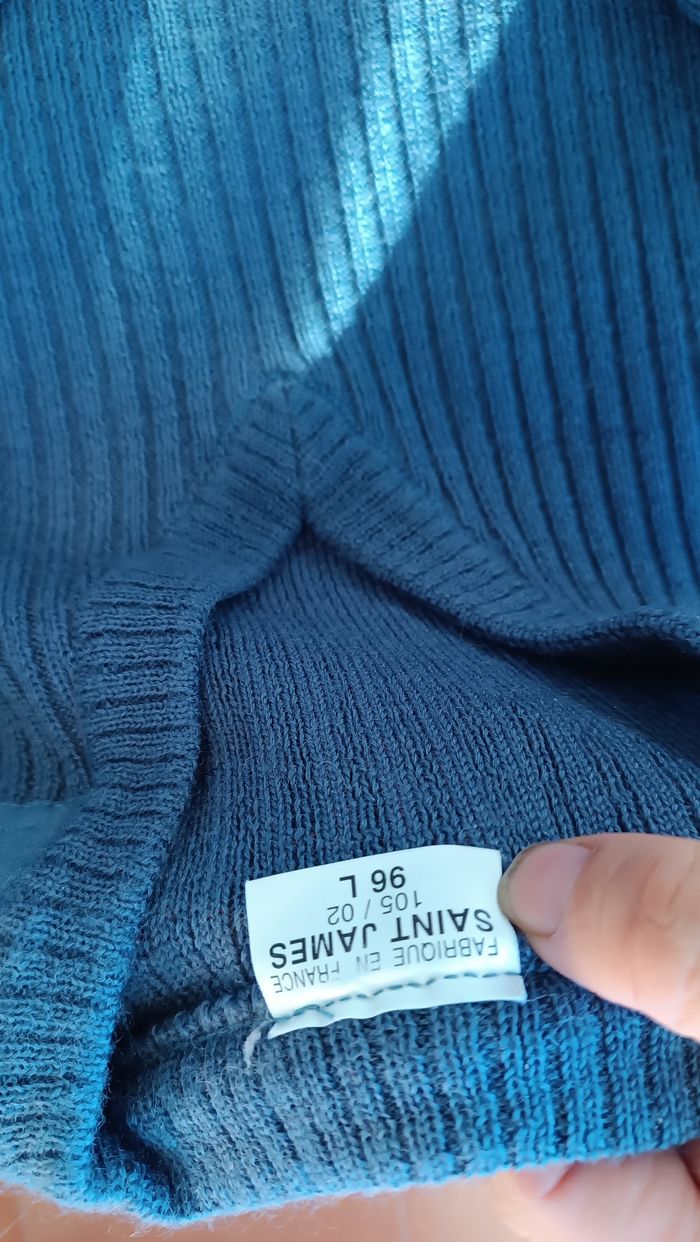 FABRIQUE EN FRANCE
SAINT JAMES
105 / 02
96 L